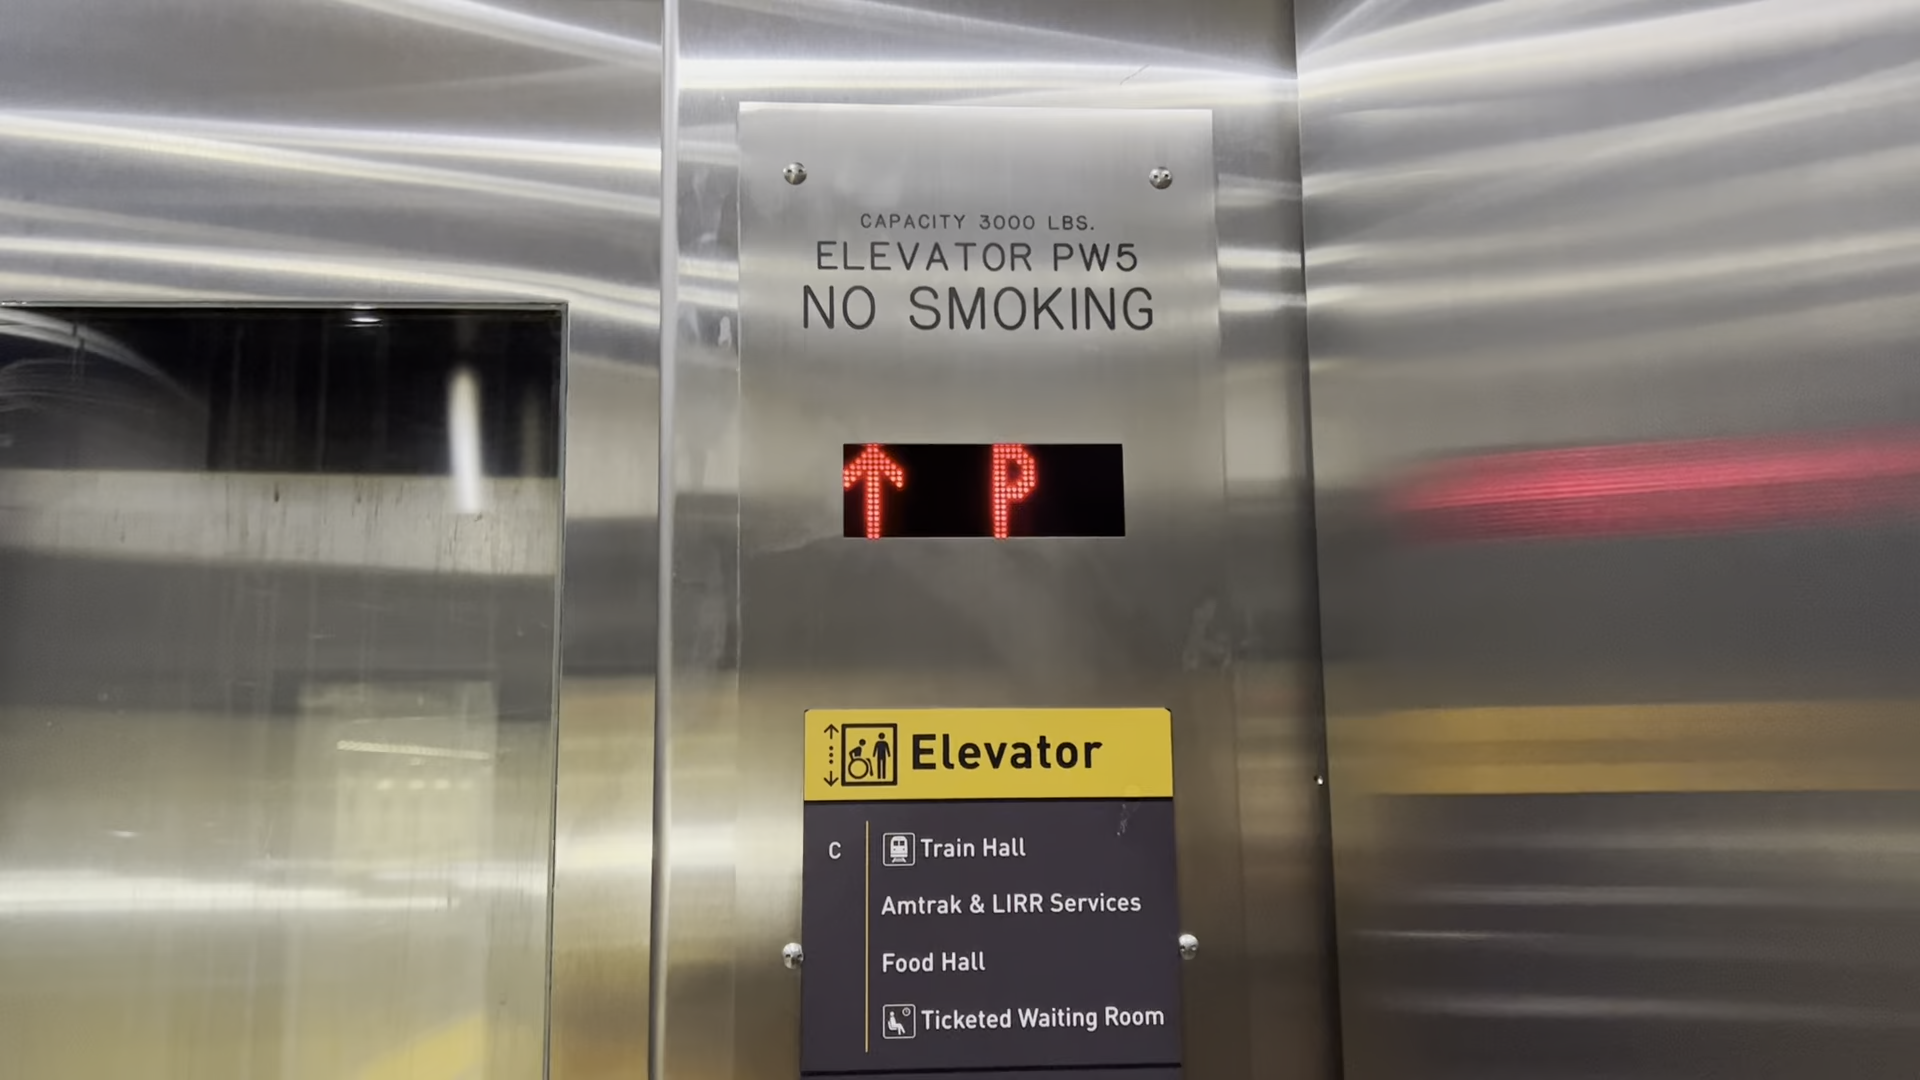 CAPACITY 3000 LBS.
ELEVATOR PW5
NO SMOKING
↑ P
Elevator
C Train Hall
Amtrak & LIRR Services
Food Hall
Ticketed Waiting Room